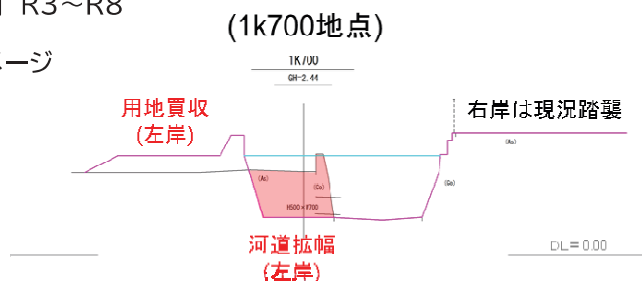 R3～R8
(1k700地点)
ページ
1K700
GH-2.44
用地買収
(左岸)
右岸は現況踏襲
(Ac)
(Co)
H500×W700
河道拡幅
(左岸)
DL=0.00